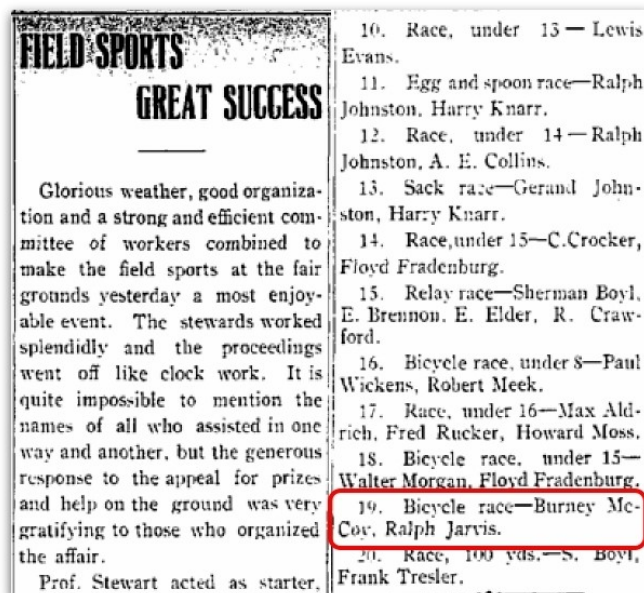 FIELD SPORTS
GREAT SUCCESS
Glorious weather, good organiza-
tion and a strong and efficient com-
mittee of workers combined to
make the field sports at the fair
grounds yesterday a most enjoy-
able event. The stewards worked
splendidly and the proceedings
went off like clock work. It is
quite impossible to mention the
names of all who assisted in one
way and another, but the generous
response to the appeal for prizes
and help on the ground was very
gratifying to those who organized
the affair.
Prof. Stewart acted as starter,
10. Race, under 13 — Lewis
Evans.
11. Egg and spoon race—Ralph
Johnston, Harry Knarr.
12. Race, under 14 — Ralph
Johnston, A. E. Collins.
13. Sack race—Gerand John-
ston, Harry Knarr.
14. Race, under 15—C. Crocker,
Floyd Fradenburg.
15. Relay race—Sherman Boyl,
E. Brennon, E. Elder, R. Craw-
ford.
16. Bicycle race, under 8—Paul
Wickens, Robert Meek.
17. Race, under 16—Max Ald-
rich, Fred Rucker, Howard Moss.
18. Bicycle race, under 15—
Walter Morgan, Floyd Fradenburg.
19. Bicycle race—Burney Mc-
Coy, Ralph Jarvis.
20. Race, 100 yds.—S. Boyl,
Frank Tresler.